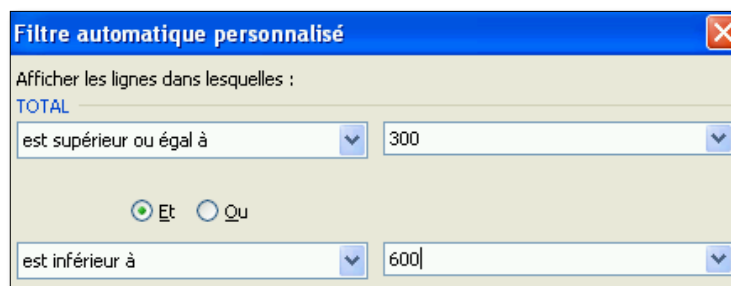 Filtre automatique personnalisé
Afficher les lignes dans lesquelles :
TOTAL
est supérieur ou égal à 300
Et Ou
est inférieur à 600